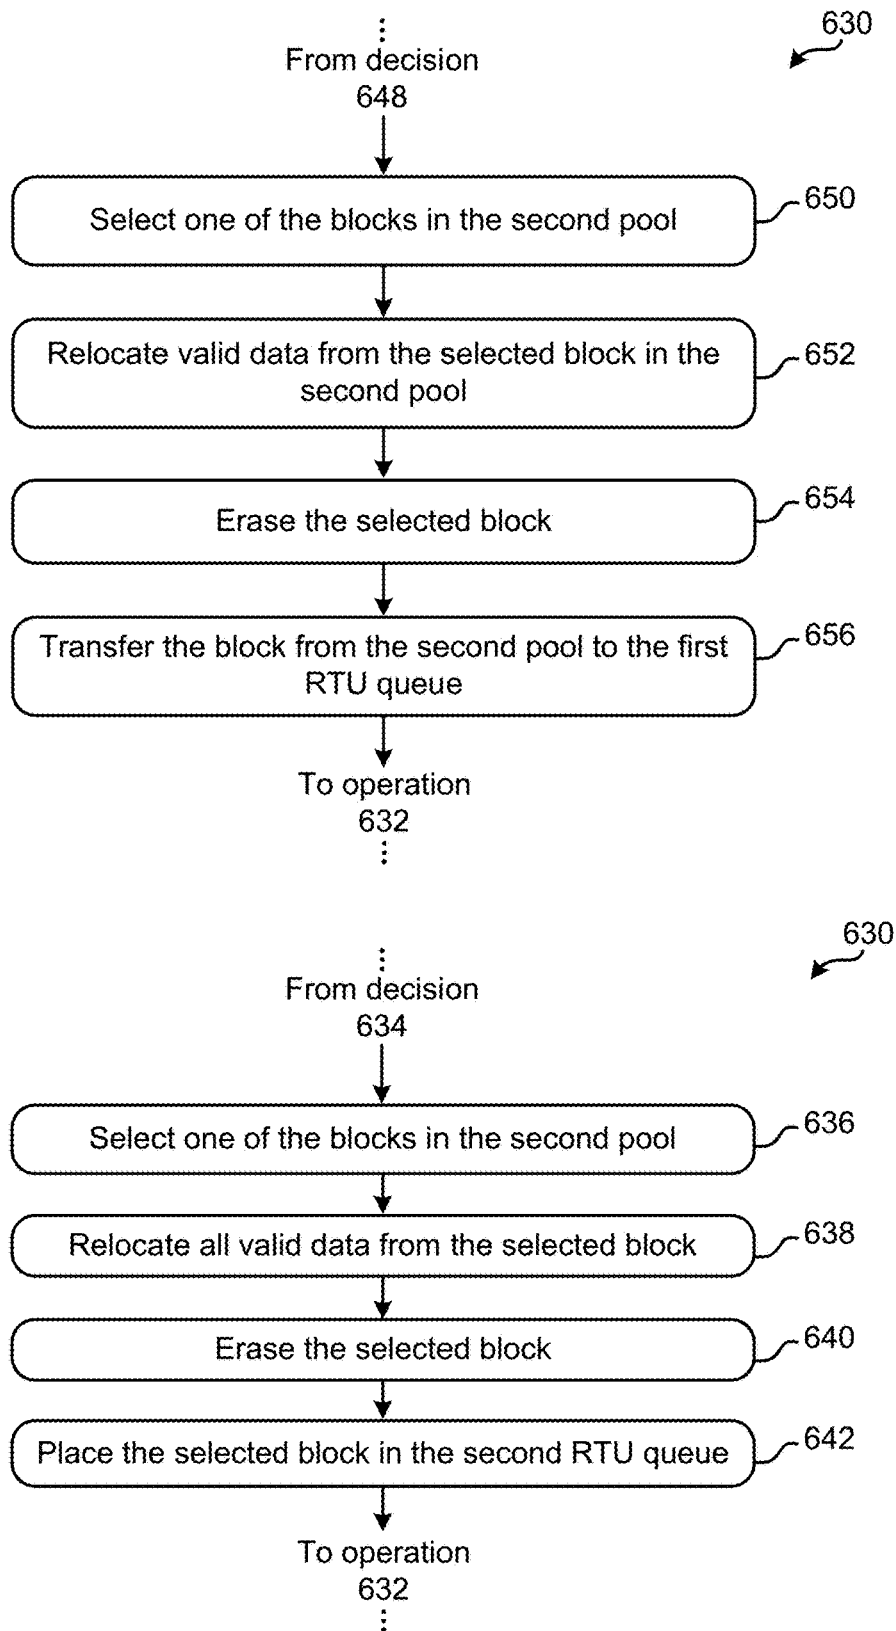 630
From decision
648
Select one of the blocks in the second pool
650
Relocate valid data from the selected block in the
second pool
652
Erase the selected block
654
Transfer the block from the second pool to the first
RTU queue
656
To operation
632
630
From decision
634
Select one of the blocks in the second pool
636
Relocate all valid data from the selected block
638
Erase the selected block
640
Place the selected block in the second RTU queue
642
To operation
632